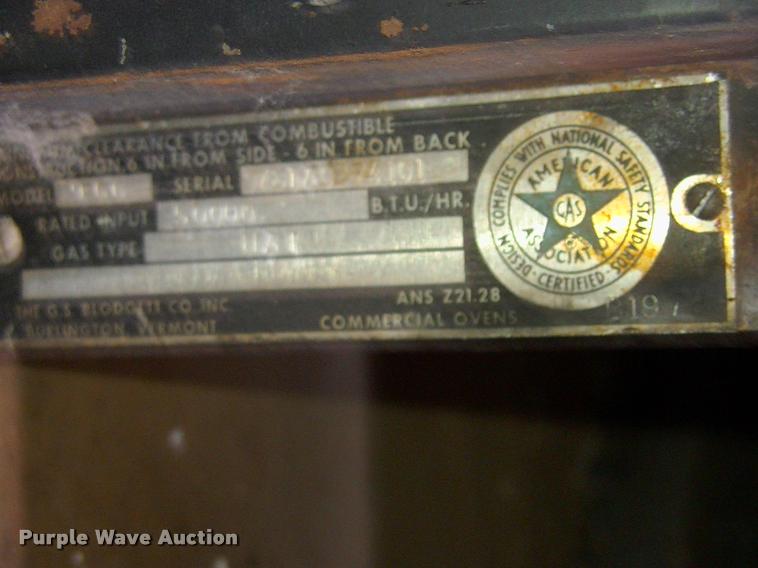 CLEARANCE FROM COMBUSTIBLE
6 IN FROM SIDE - 6 IN FROM BACK
MODEL SERIAL
RATED INPUT 50000 B.T.U./HR.
GAS TYPE NAT
THE G.S. BLODGETT CO. INC.
BURLINGTON, VERMONT
ANS Z21.28
COMMERCIAL OVENS
DESIGN COMPLIES WITH NATIONAL SAFETY STANDARDS
CERTIFIED
AMERICAN
GAS
ASSOCIATION
Purple Wave Auction